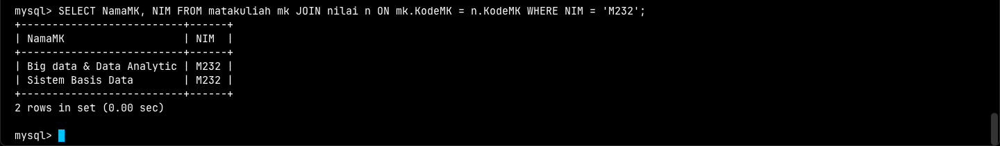 mysql> SELECT NamaMK, NIM FROM matakuliah mk JOIN nilai n ON mk.KodeMK = n.KodeMK WHERE NIM = 'M232';
+--------------------------+------+
| NamaMK                   | NIM  |
+--------------------------+------+
| Big data & Data Analytic | M232 |
| Sistem Basis Data        | M232 |
+--------------------------+------+
2 rows in set (0.00 sec)
mysql>